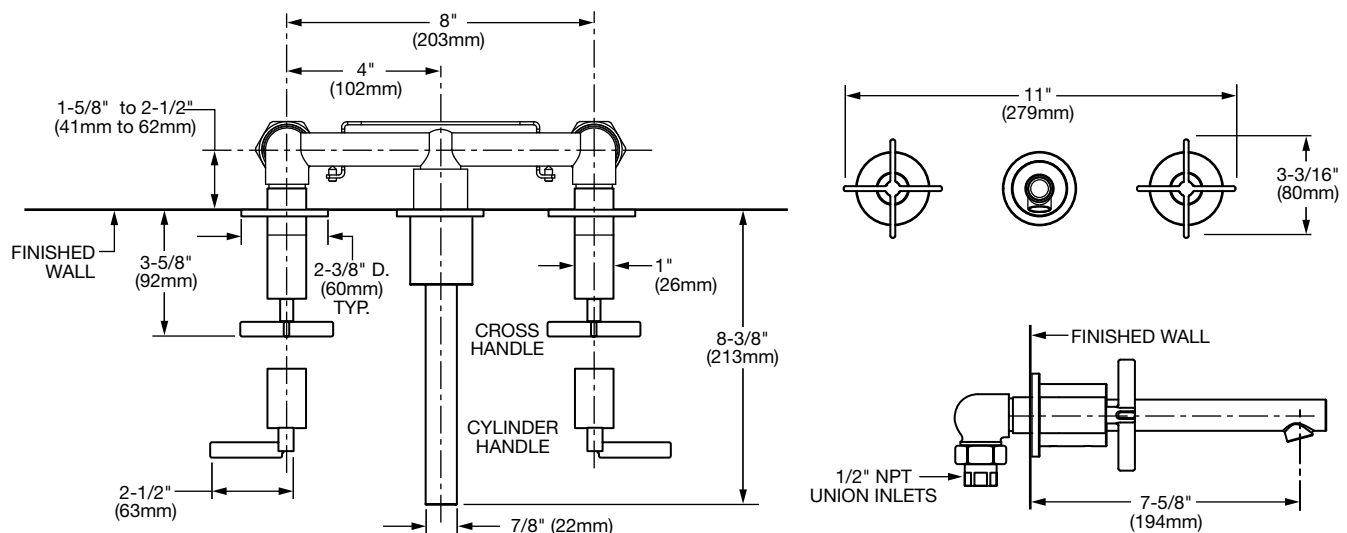 8"
(203mm)
4"
(102mm)
1-5/8" to 2-1/2"
(41mm to 62mm)
FINISHED
WALL
3-5/8"
(92mm)
2-3/8" D.
(60mm)
TYP.
1"
(26mm)
CROSS
HANDLE
8-3/8"
(213mm)
CYLINDER
HANDLE
2-1/2"
(63mm)
7/8" (22mm)
11"
(279mm)
3-3/16"
(80mm)
FINISHED WALL
1/2" NPT
UNION INLETS
7-5/8"
(194mm)